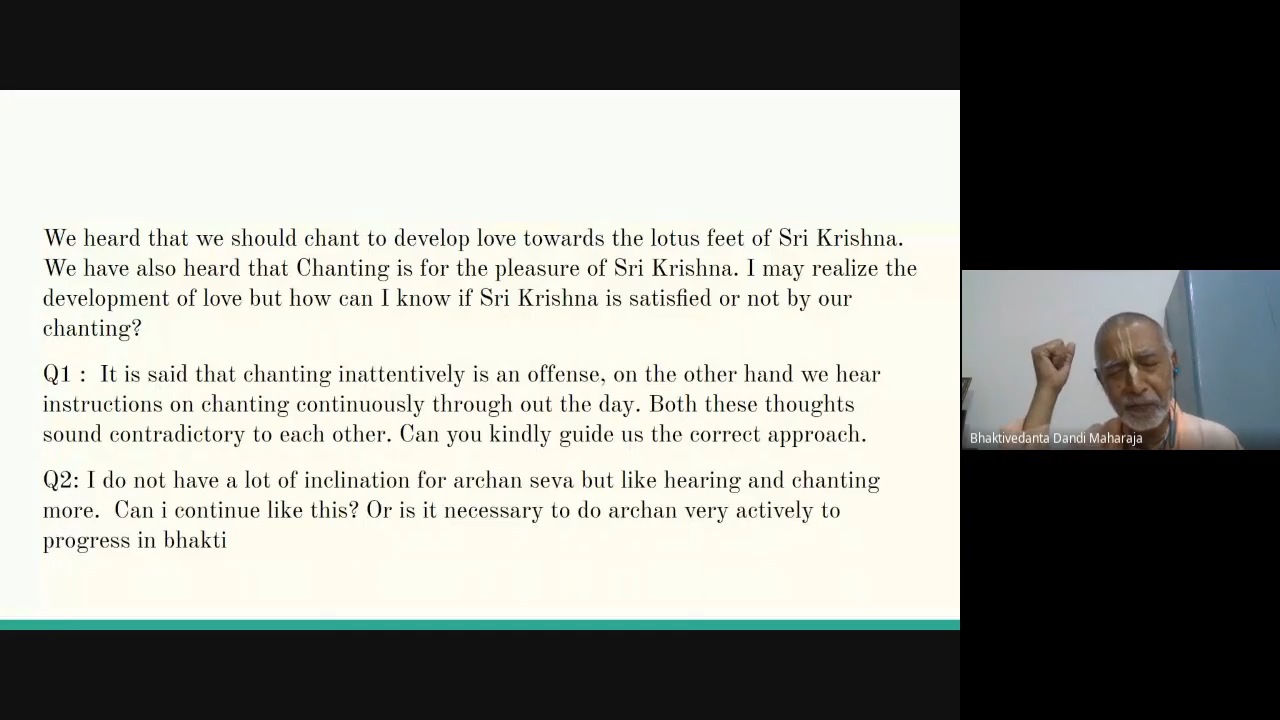 We heard that we should chant to develop love towards the lotus feet of Sri Krishna.
We have also heard that Chanting is for the pleasure of Sri Krishna. I may realize the
development of love but how can I know if Sri Krishna is satisfied or not by our
chanting?
Q1 :  It is said that chanting inattentively is an offense, on the other hand we hear
instructions on chanting continuously through out the day. Both these thoughts
sound contradictory to each other. Can you kindly guide us the correct approach.
Q2: I do not have a lot of inclination for archan seva but like hearing and chanting
more.  Can i continue like this? Or is it necessary to do archan very actively to
progress in bhakti
Bhaktivedanta Dandi Maharaja